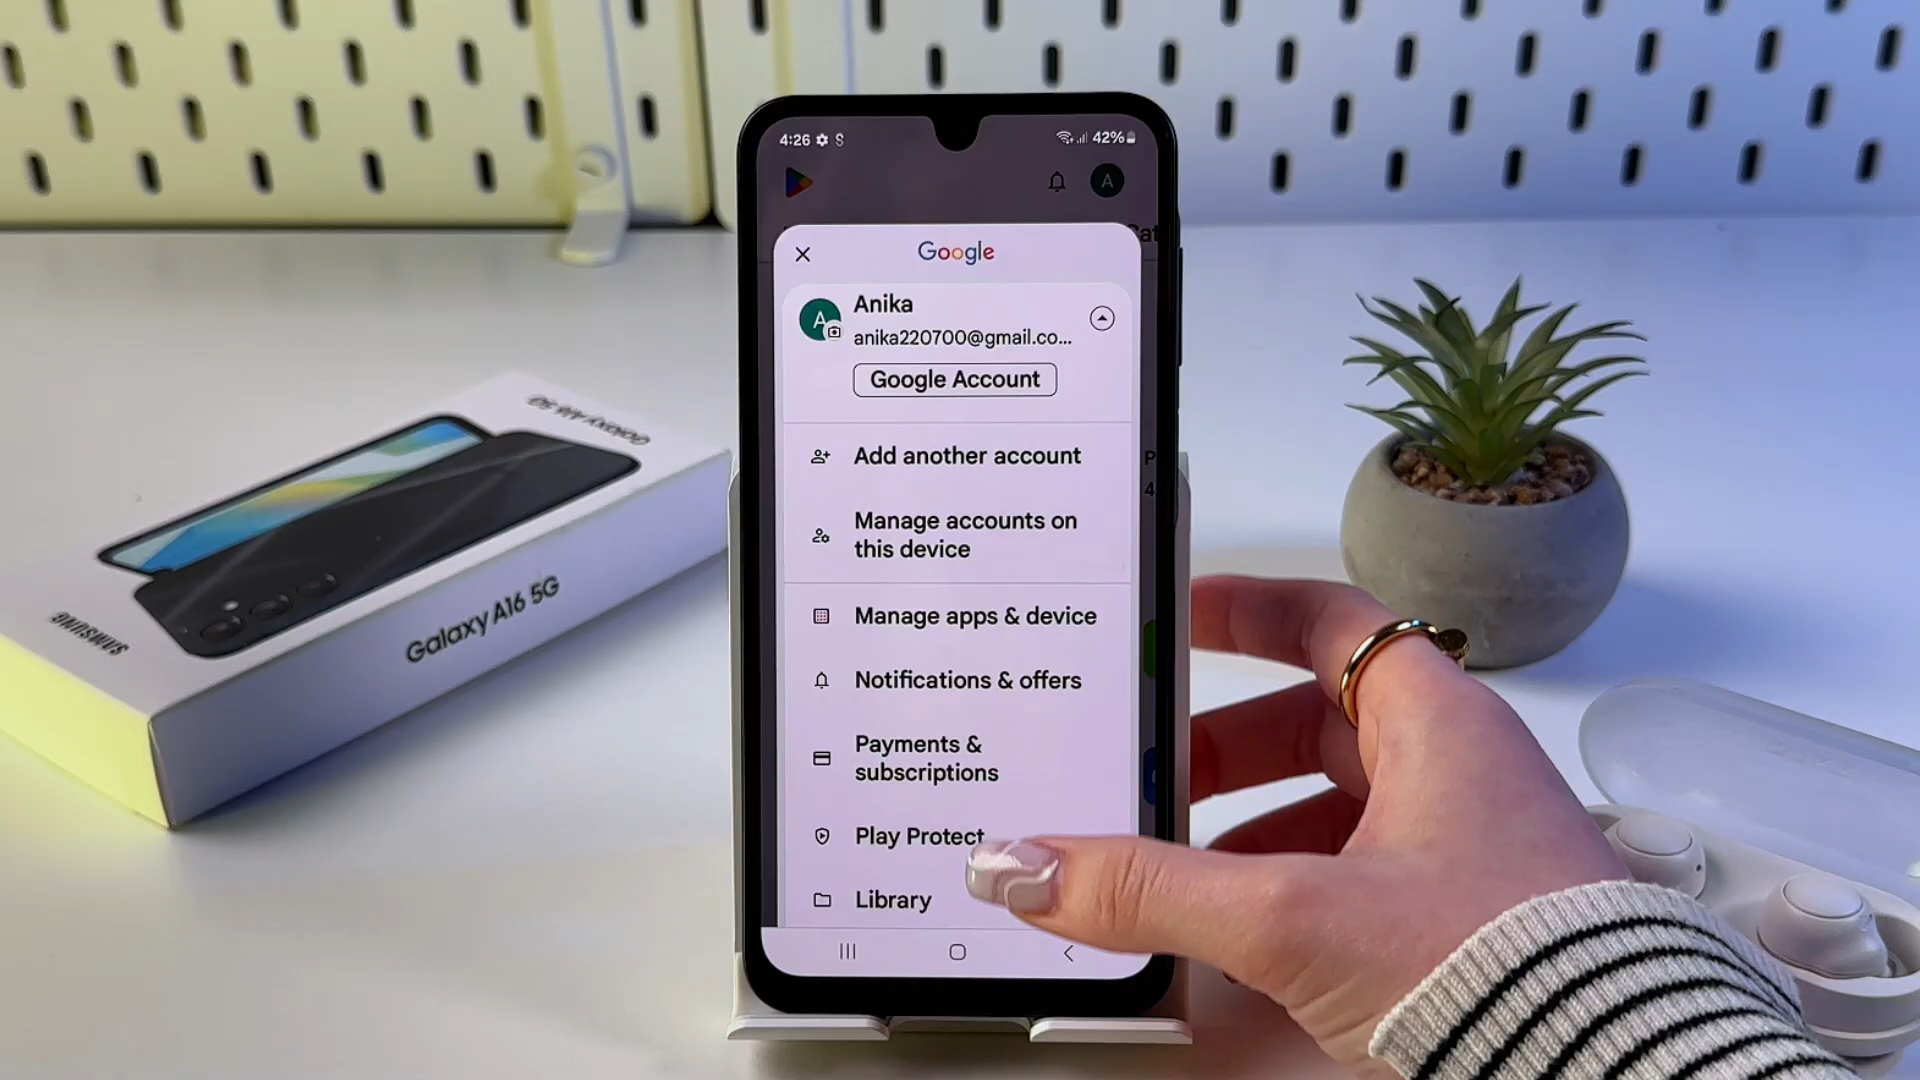 4:26
42%
A
Google
A
Anika
anika220700@gmail.co...
Google Account
Add another account
Manage accounts on
this device
Manage apps & device
Notifications & offers
Payments &
subscriptions
Play Protect
Library
Galaxy A16 5G
SAMSUNG
Galaxy A16 5G